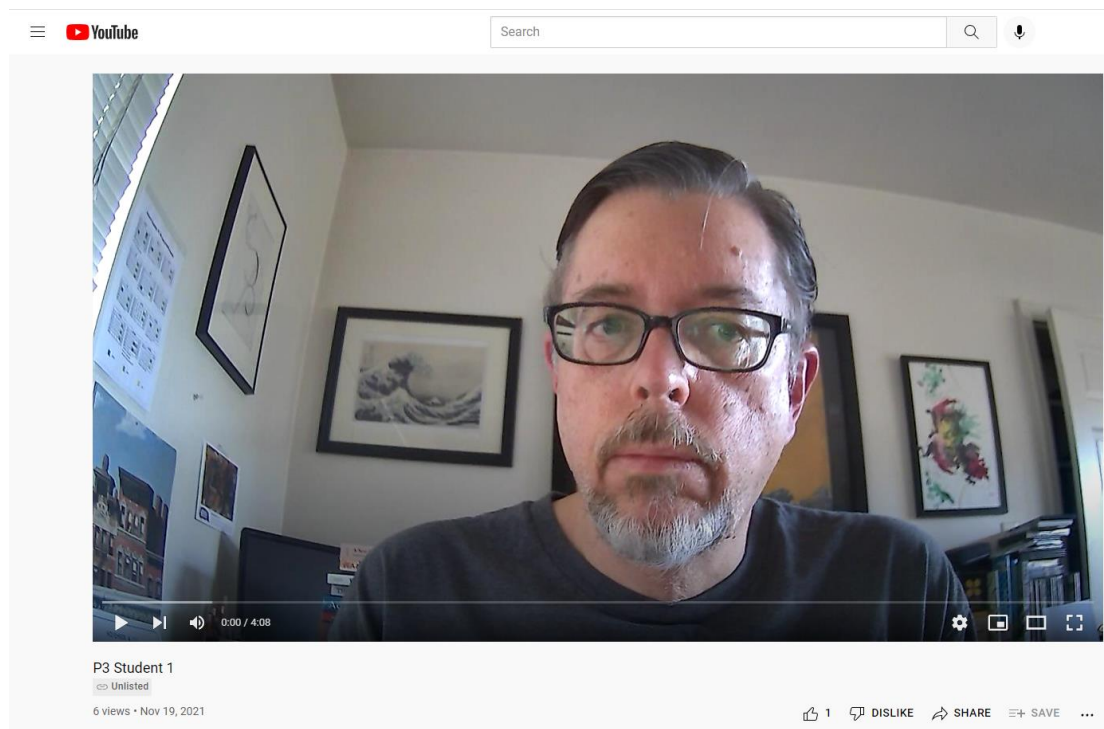 YouTube
Search
0:00 / 4:08
P3 Student 1
Unlisted
6 views • Nov 19, 2021
1 DISLIKE SHARE SAVE